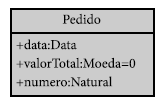 Pedido
+data:Data
+valorTotal:Moeda=0
+numero:Natural